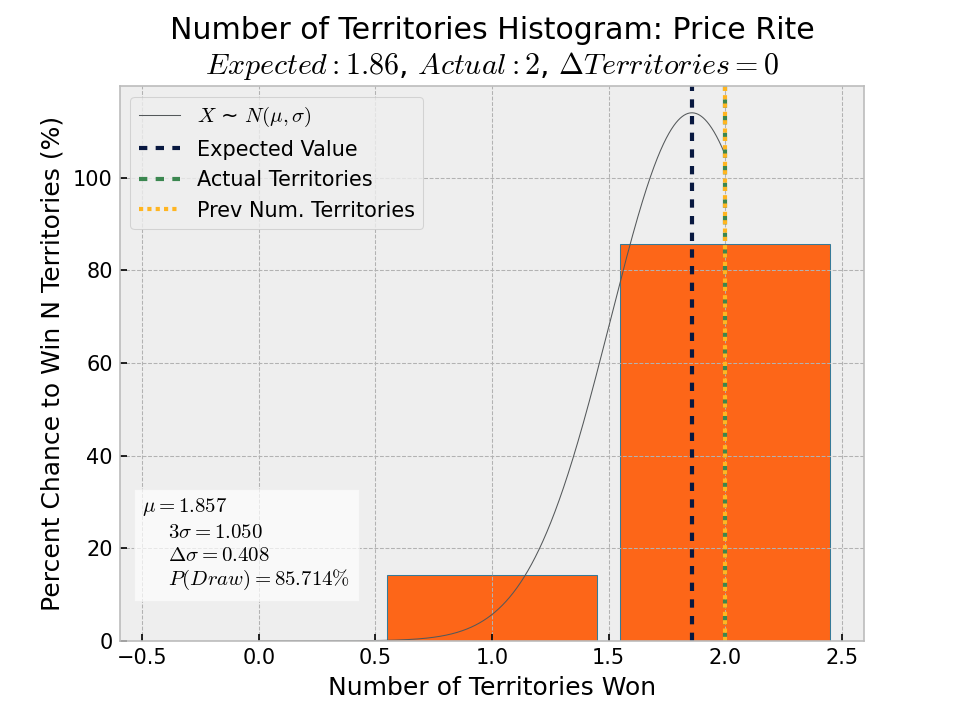 Number of Territories Histogram: Price Rite
Expected : 1.86, Actual : 2, ΔTerritories = 0
Percent Chance to Win N Territories (%)
X ~ N(μ, σ)
Expected Value
Actual Territories
Prev Num. Territories
100
80
60
40
20
0
μ = 1.857
3σ = 1.050
Δσ = 0.408
P(Draw) = 85.714%
−0.5 0.0 0.5 1.0 1.5 2.0 2.5
Number of Territories Won